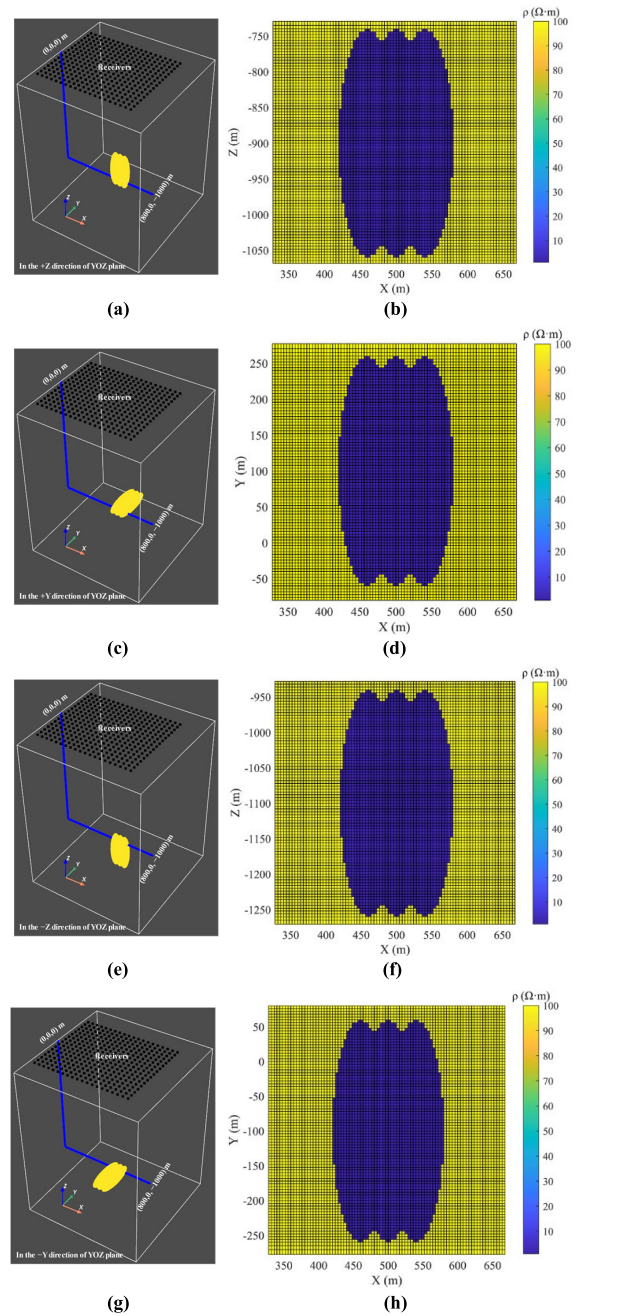 (0,0,0) m
Receivers
(800,0, −1000) m
Z
Y
X
In the +Z direction of YOZ plane
(a)
ρ (Ω·m)
-750
-800
-850
-900
-950
-1000
-1050
Z (m)
350 400 450 500 550 600 650
X (m)
100
90
80
70
60
50
40
30
20
10
(b)
(0,0,0) m
Receivers
(800,0, −1000) m
Z
Y
X
In the +Y direction of YOZ plane
(c)
ρ (Ω·m)
250
200
150
100
50
0
-50
Y (m)
350 400 450 500 550 600 650
X (m)
100
90
80
70
60
50
40
30
20
10
(d)
(0,0,0) m
Receivers
(800,0, −1000) m
Z
Y
X
In the −Z direction of YOZ plane
(e)
ρ (Ω·m)
-950
-1000
-1050
-1100
-1150
-1200
-1250
Z (m)
350 400 450 500 550 600 650
X (m)
100
90
80
70
60
50
40
30
20
10
(f)
(0,0,0) m
Receivers
(800,0, −1000) m
Z
Y
X
In the −Y direction of YOZ plane
(g)
ρ (Ω·m)
50
0
-50
-100
-150
-200
-250
Y (m)
350 400 450 500 550 600 650
X (m)
100
90
80
70
60
50
40
30
20
10
(h)